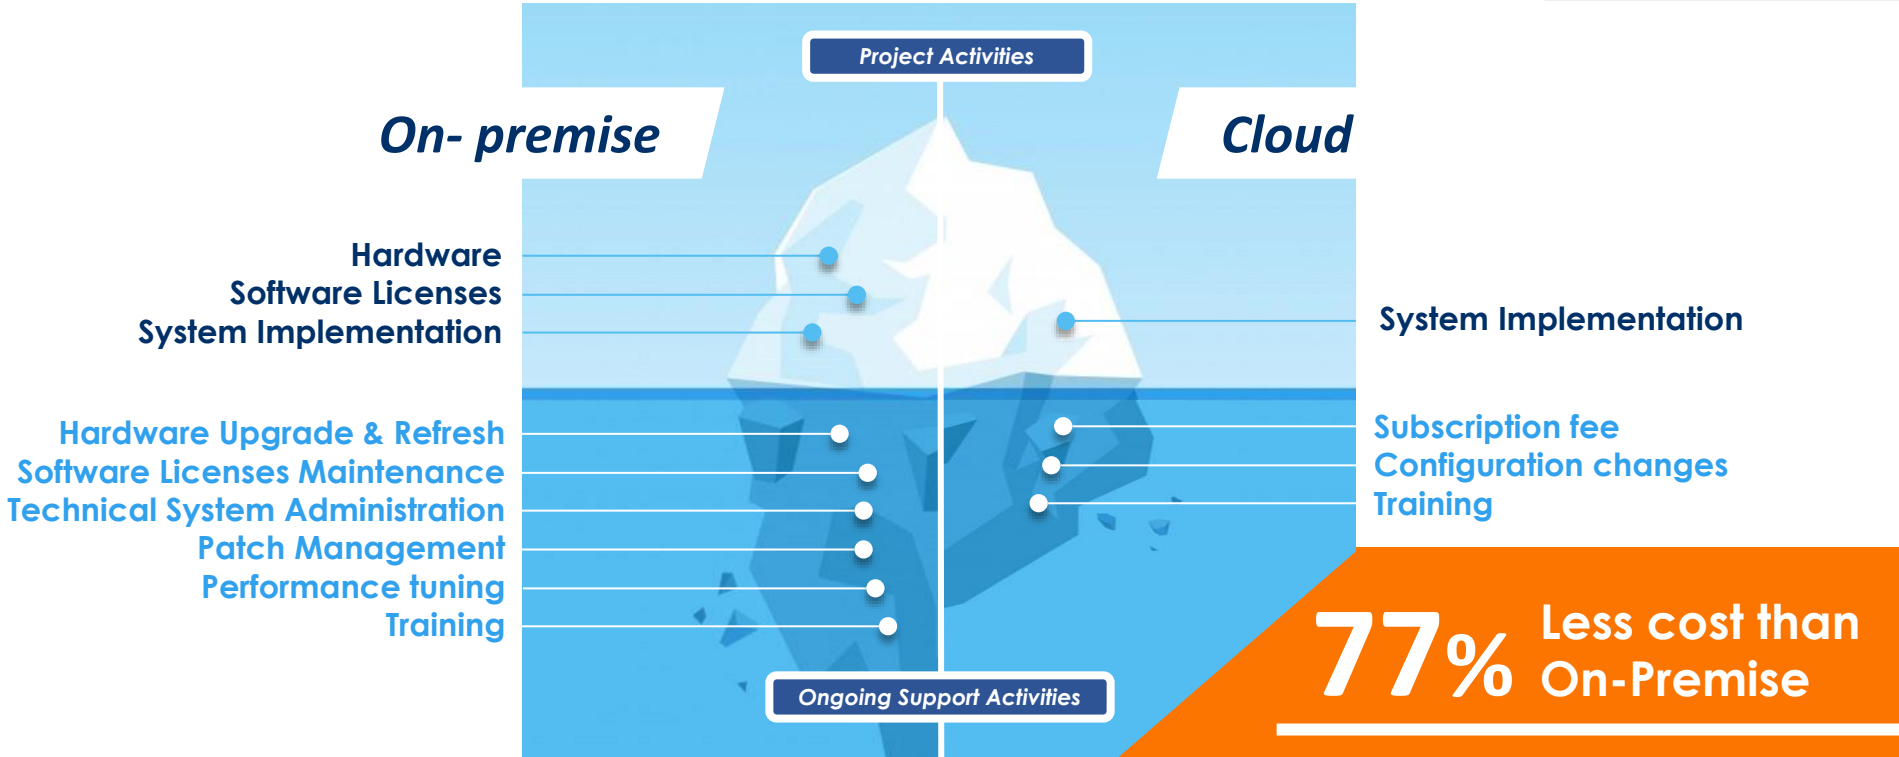 Project Activities
On- premise
Cloud
Hardware
Software Licenses
System Implementation
System Implementation
Hardware Upgrade & Refresh
Software Licenses Maintenance
Technical System Administration
Patch Management
Performance tuning
Training
Subscription fee
Configuration changes
Training
77% Less cost than
On-Premise
Ongoing Support Activities